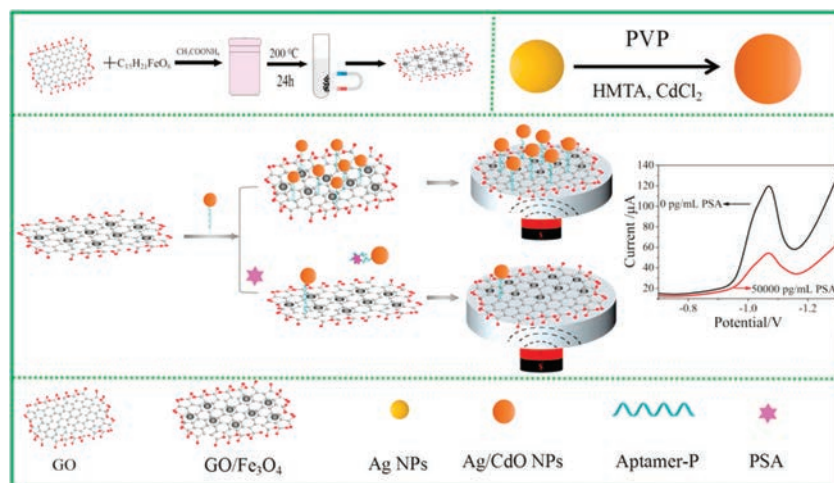 +C₁₅H₂₁FeO₆
CH₃COONH₄
200 ⁰C
24h
PVP
HMTA, CdCl₂
S
S
Current /μA
140
120
100
80
60
40
20
0 pg/mL PSA
50000 pg/mL PSA
-0.8
-1.0
-1.2
Potential/V
GO
GO/Fe₃O₄
Ag NPs
Ag/CdO NPs
Aptamer-P
PSA